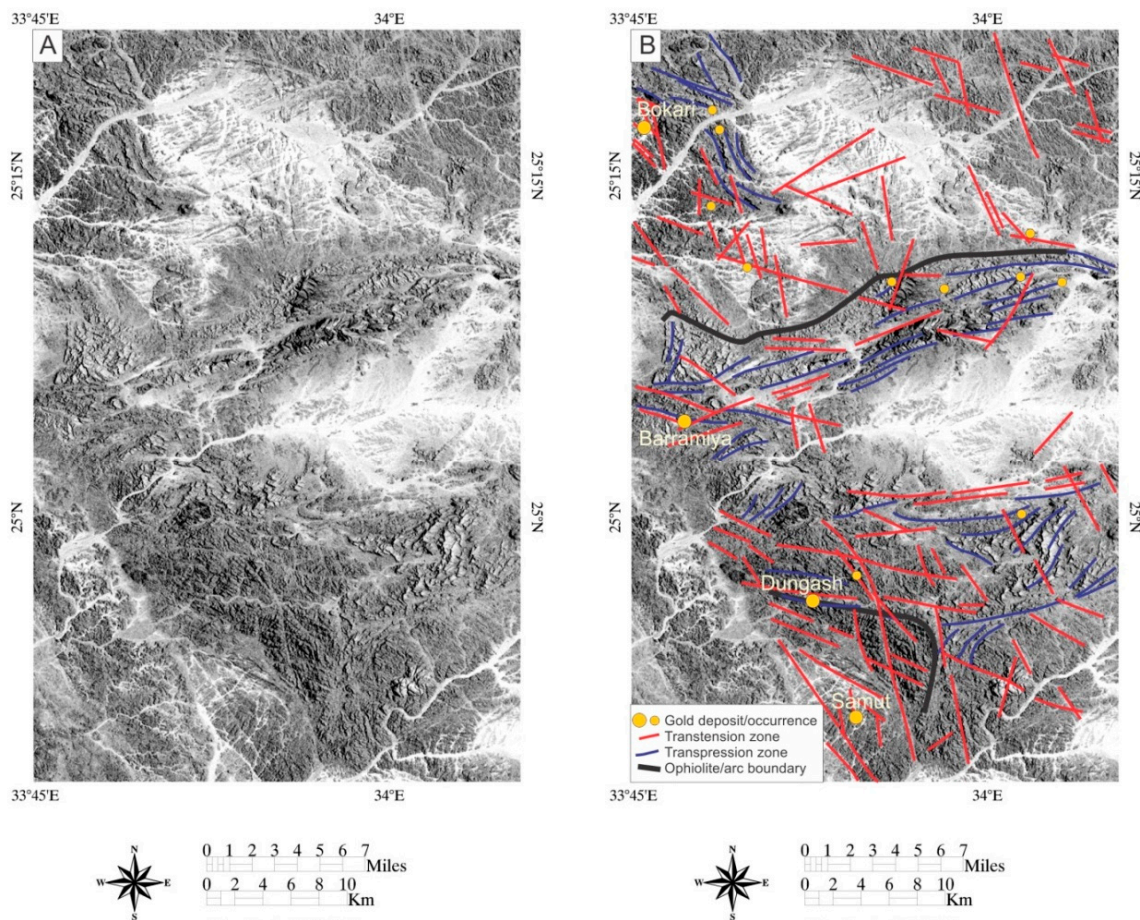 33°45'E
34°E
A
25°15'N
25°15'N
25°N
25°N
33°45'E
34°E
N
W
E
S
0 1 2 3 4 5 6 7
Miles
0 2 4 6 8 10
Km
33°45'E
34°E
B
Bokari
25°15'N
25°15'N
Barramiya
25°N
25°N
Dungash
Samut
Gold deposit/occurrence
Transtension zone
Transpression zone
Ophiolite/arc boundary
33°45'E
34°E
N
W
E
S
0 1 2 3 4 5 6 7
Miles
0 2 4 6 8 10
Km